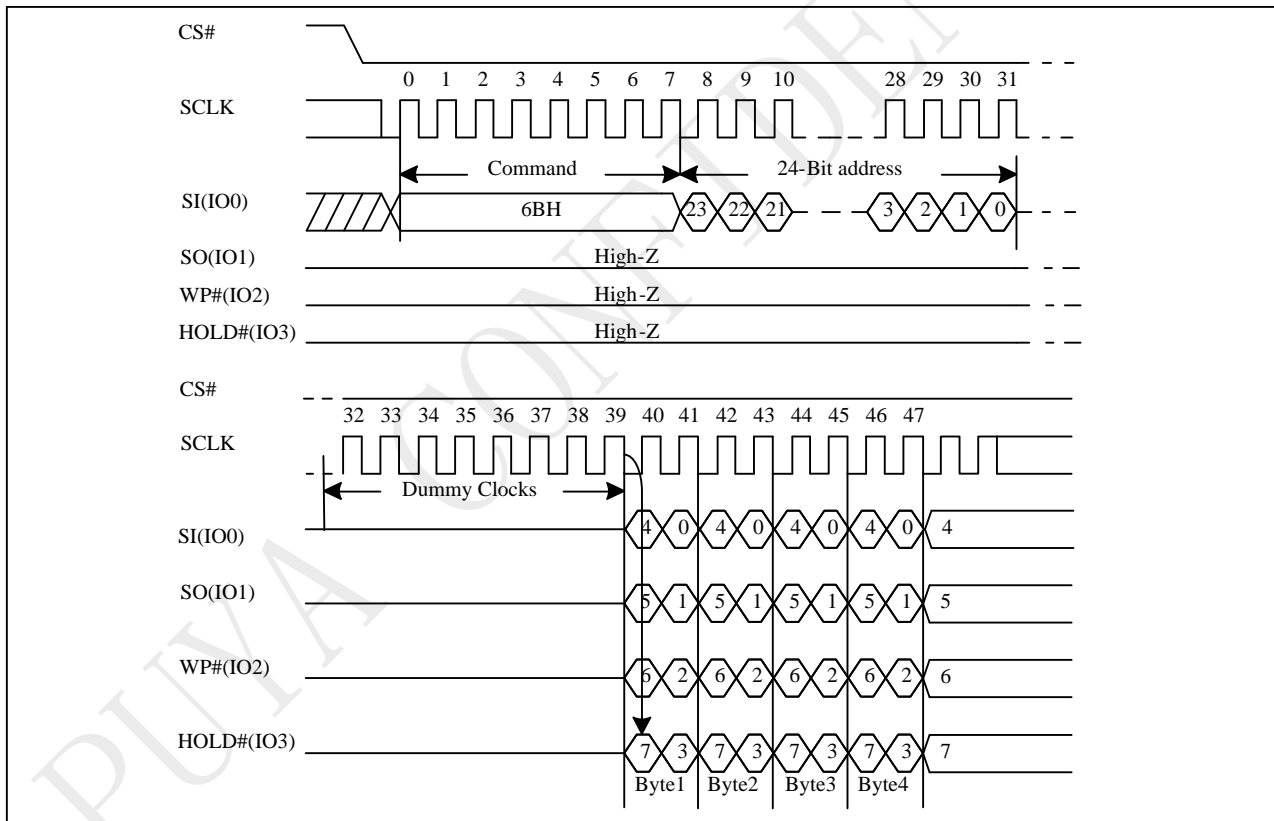 CS#
0 1 2 3 4 5 6 7 8 9 10 28 29 30 31
SCLK
Command 24-Bit address
SI(IO0) 6BH 23 22 21 3 2 1 0
SO(IO1) High-Z
WP#(IO2) High-Z
HOLD#(IO3) High-Z
CS#
32 33 34 35 36 37 38 39 40 41 42 43 44 45 46 47
SCLK
Dummy Clocks
SI(IO0) 4 0 4 0 4 0 4 0 4
SO(IO1) 5 1 5 1 5 1 5 1 5
WP#(IO2) 6 2 6 2 6 2 6 2 6
HOLD#(IO3) 7 3 7 3 7 3 7 3 7
Byte1 Byte2 Byte3 Byte4
PUYA